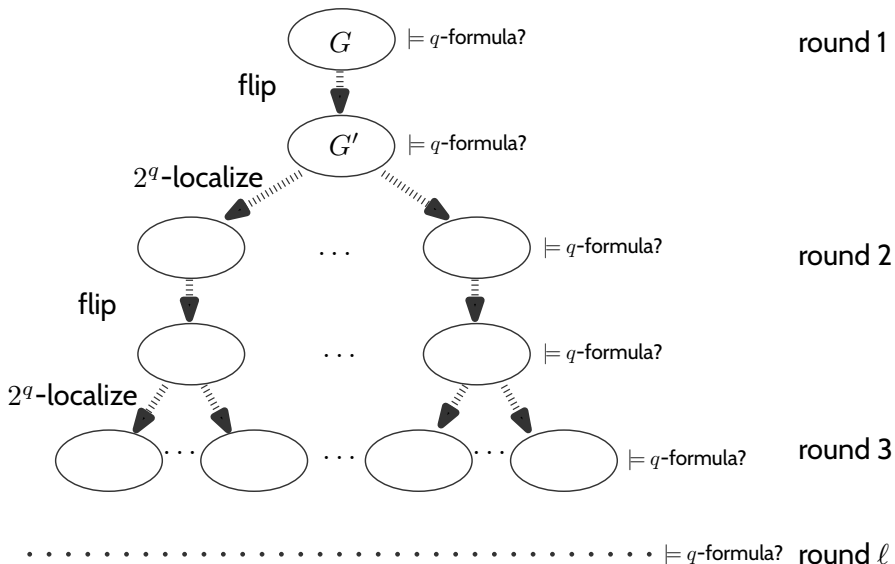 G ⊨ q-formula? round 1
flip
G′ ⊨ q-formula?
2^q-localize
... ⊨ q-formula? round 2
flip
... ⊨ q-formula?
2^q-localize
... ... ... ⊨ q-formula? round 3
⊨ q-formula? round ℓ